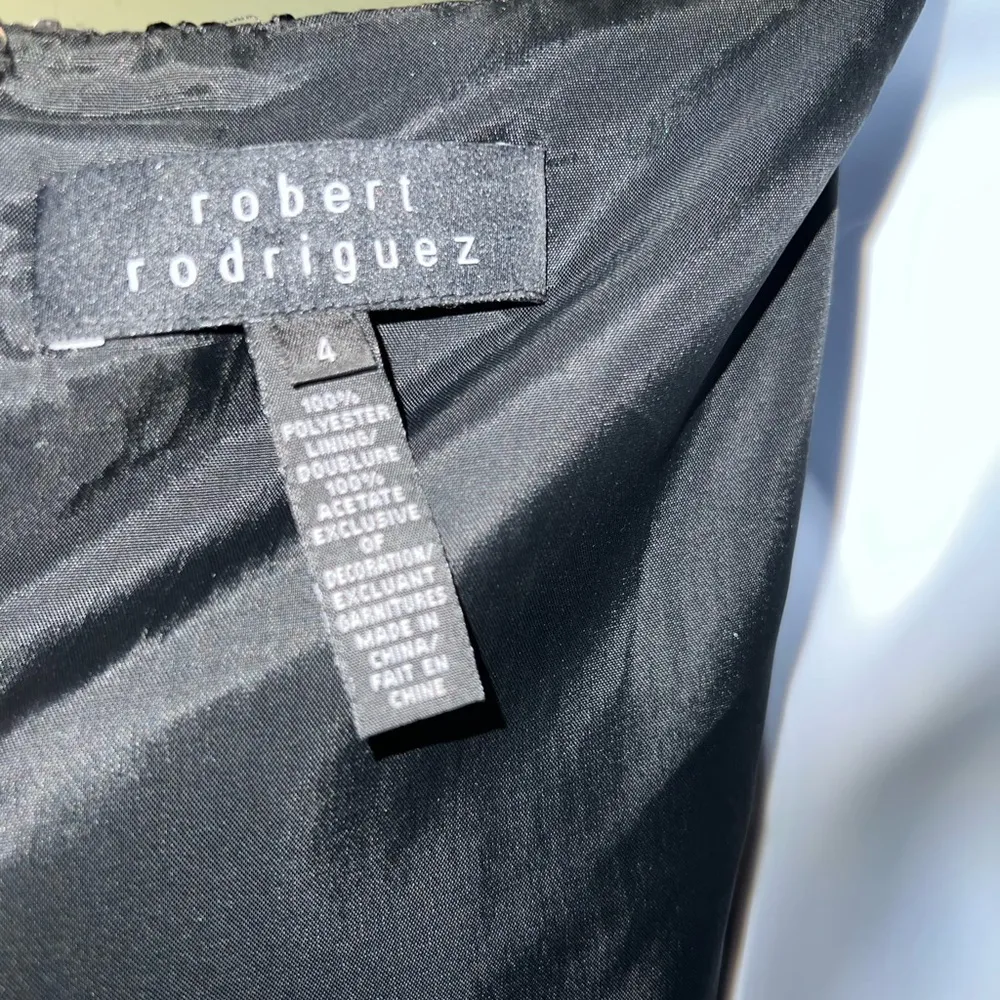 robert
rodriguez
4
100%
POLYESTER
LINING/
DOUBLURE
100%
ACETATE
EXCLUSIVE
OF
DECORATION/
EXCLUANT
GARNITURES
MADE IN
CHINA/
FAIT EN
CHINE